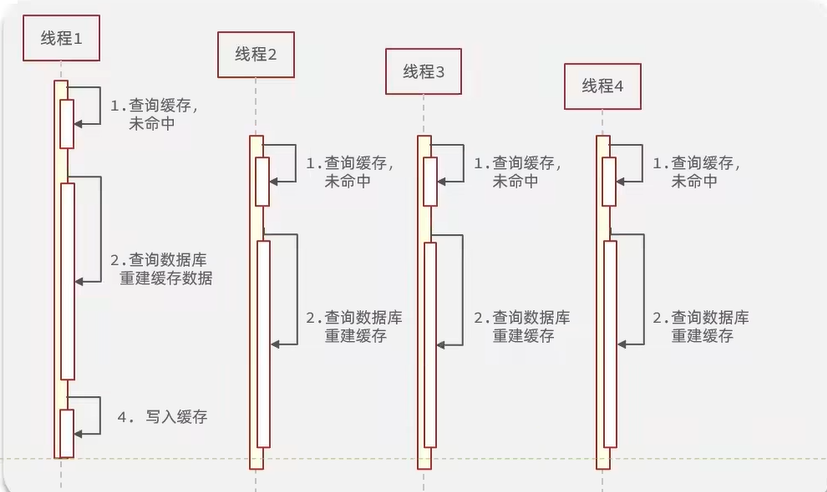 线程1
1.查询缓存，
未命中
2.查询数据库
重建缓存数据
4. 写入缓存
线程2
1.查询缓存，
未命中
2.查询数据库
重建缓存
线程3
1.查询缓存，
未命中
2.查询数据库
重建缓存
线程4
1.查询缓存，
未命中
2.查询数据库
重建缓存